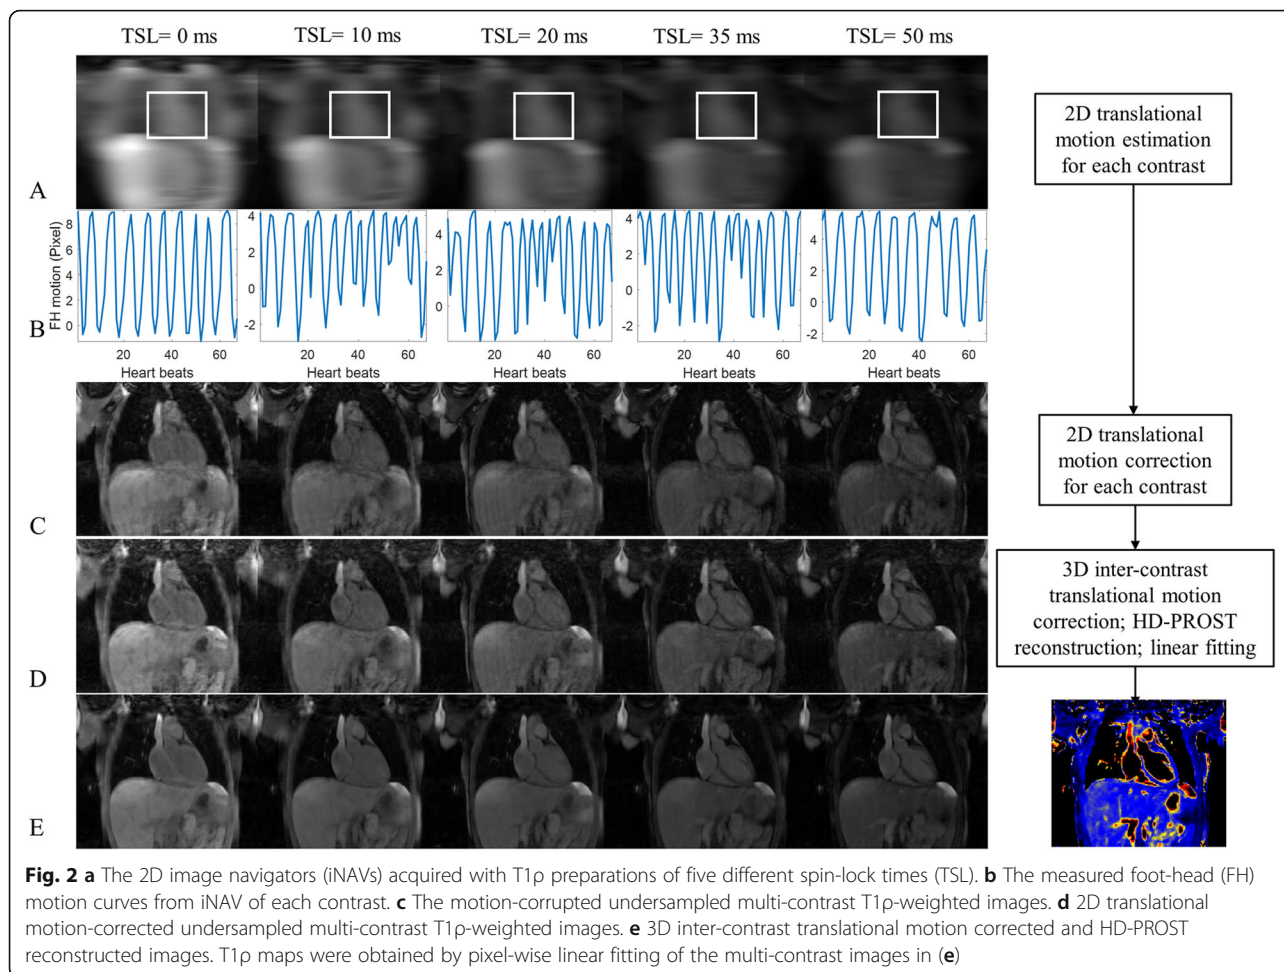 TSL= 0 ms TSL= 10 ms TSL= 20 ms TSL= 35 ms TSL= 50 ms
2D translational
motion estimation
for each contrast
A
FH motion (Pixel)
8
6
4
2
0
4
2
0
-2
4
2
0
4
2
0
-2
4
2
0
-2
B
20 40 60 20 40 60 20 40 60 20 40 60 20 40 60
Heart beats Heart beats Heart beats Heart beats Heart beats
2D translational
motion correction
for each contrast
C
3D inter-contrast
translational motion
correction; HD-PROST
reconstruction; linear fitting
D
E
Fig. 2 a The 2D image navigators (iNAVs) acquired with T1ρ preparations of five different spin-lock times (TSL). b The measured foot-head (FH)
motion curves from iNAV of each contrast. c The motion-corrupted undersampled multi-contrast T1ρ-weighted images. d 2D translational
motion-corrected undersampled multi-contrast T1ρ-weighted images. e 3D inter-contrast translational motion corrected and HD-PROST
reconstructed images. T1ρ maps were obtained by pixel-wise linear fitting of the multi-contrast images in (e)